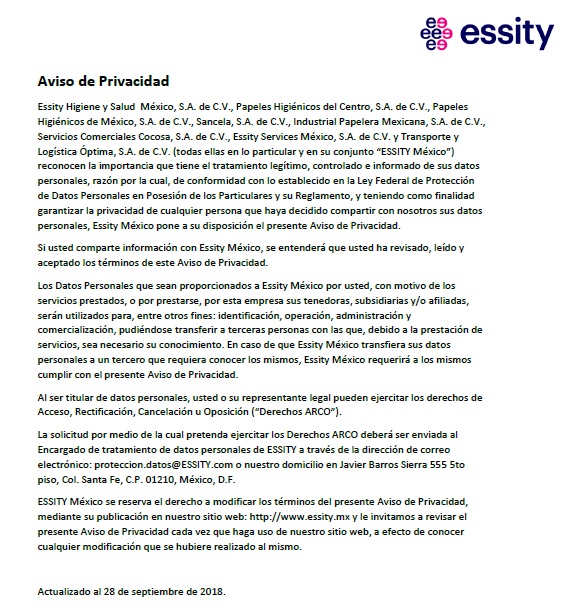 essity
Aviso de Privacidad
Essity Higiene y Salud  México, S.A. de C.V., Papeles Higiénicos del Centro, S.A. de C.V., Papeles
Higiénicos de México, S.A. de C.V., Sancela, S.A. de C.V., Industrial Papelera Mexicana, S.A. de C.V.,
Servicios Comerciales Cocosa, S.A. de C.V., Essity Services México, S.A. de C.V. y Transporte y
Logística Óptima, S.A. de C.V. (todas ellas en lo particular y en su conjunto “ESSITY México”)
reconocen la importancia que tiene el tratamiento legítimo, controlado e informado de sus datos
personales, razón por la cual, de conformidad con lo establecido en la Ley Federal de Protección
de Datos Personales en Posesión de los Particulares y su Reglamento, y teniendo como finalidad
garantizar la privacidad de cualquier persona que haya decidido compartir con nosotros sus datos
personales, Essity México pone a su disposición el presente Aviso de Privacidad.
Si usted comparte información con Essity México, se entenderá que usted ha revisado, leído y
aceptado los términos de este Aviso de Privacidad.
Los Datos Personales que sean proporcionados a Essity México por usted, con motivo de los
servicios prestados, o por prestarse, por esta empresa sus tenedoras, subsidiarias y/o afiliadas,
serán utilizados para, entre otros fines: identificación, operación, administración y
comercialización, pudiéndose transferir a terceras personas con las que, debido a la prestación de
servicios, sea necesario su conocimiento. En caso de que Essity México transfiera sus datos
personales a un tercero que requiera conocer los mismos, Essity México requerirá a los mismos
cumplir con el presente Aviso de Privacidad.
Al ser titular de datos personales, usted o su representante legal pueden ejercitar los derechos de
Acceso, Rectificación, Cancelación u Oposición (“Derechos ARCO”).
La solicitud por medio de la cual pretenda ejercitar los Derechos ARCO deberá ser enviada al
Encargado de tratamiento de datos personales de ESSITY a través de la dirección de correo
electrónico: proteccion.datos@ESSITY.com o nuestro domicilio en Javier Barros Sierra 555 5to
piso, Col. Santa Fe, C.P. 01210, México, D.F.
ESSITY México se reserva el derecho a modificar los términos del presente Aviso de Privacidad,
mediante su publicación en nuestro sitio web: http://www.essity.mx y le invitamos a revisar el
presente Aviso de Privacidad cada vez que haga uso de nuestro sitio web, a efecto de conocer
cualquier modificación que se hubiere realizado al mismo.
Actualizado al 28 de septiembre de 2018.